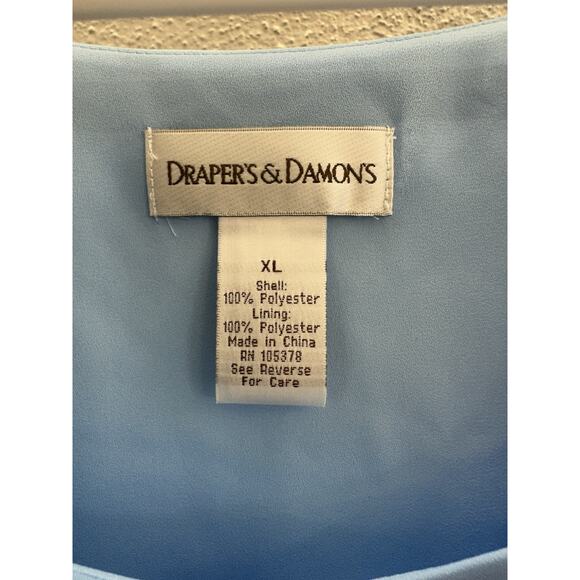 DRAPER'S & DAMON'S
XL
Shell:
100% Polyester
Lining:
100% Polyester
Made in China
RN 105378
See Reverse
For Care